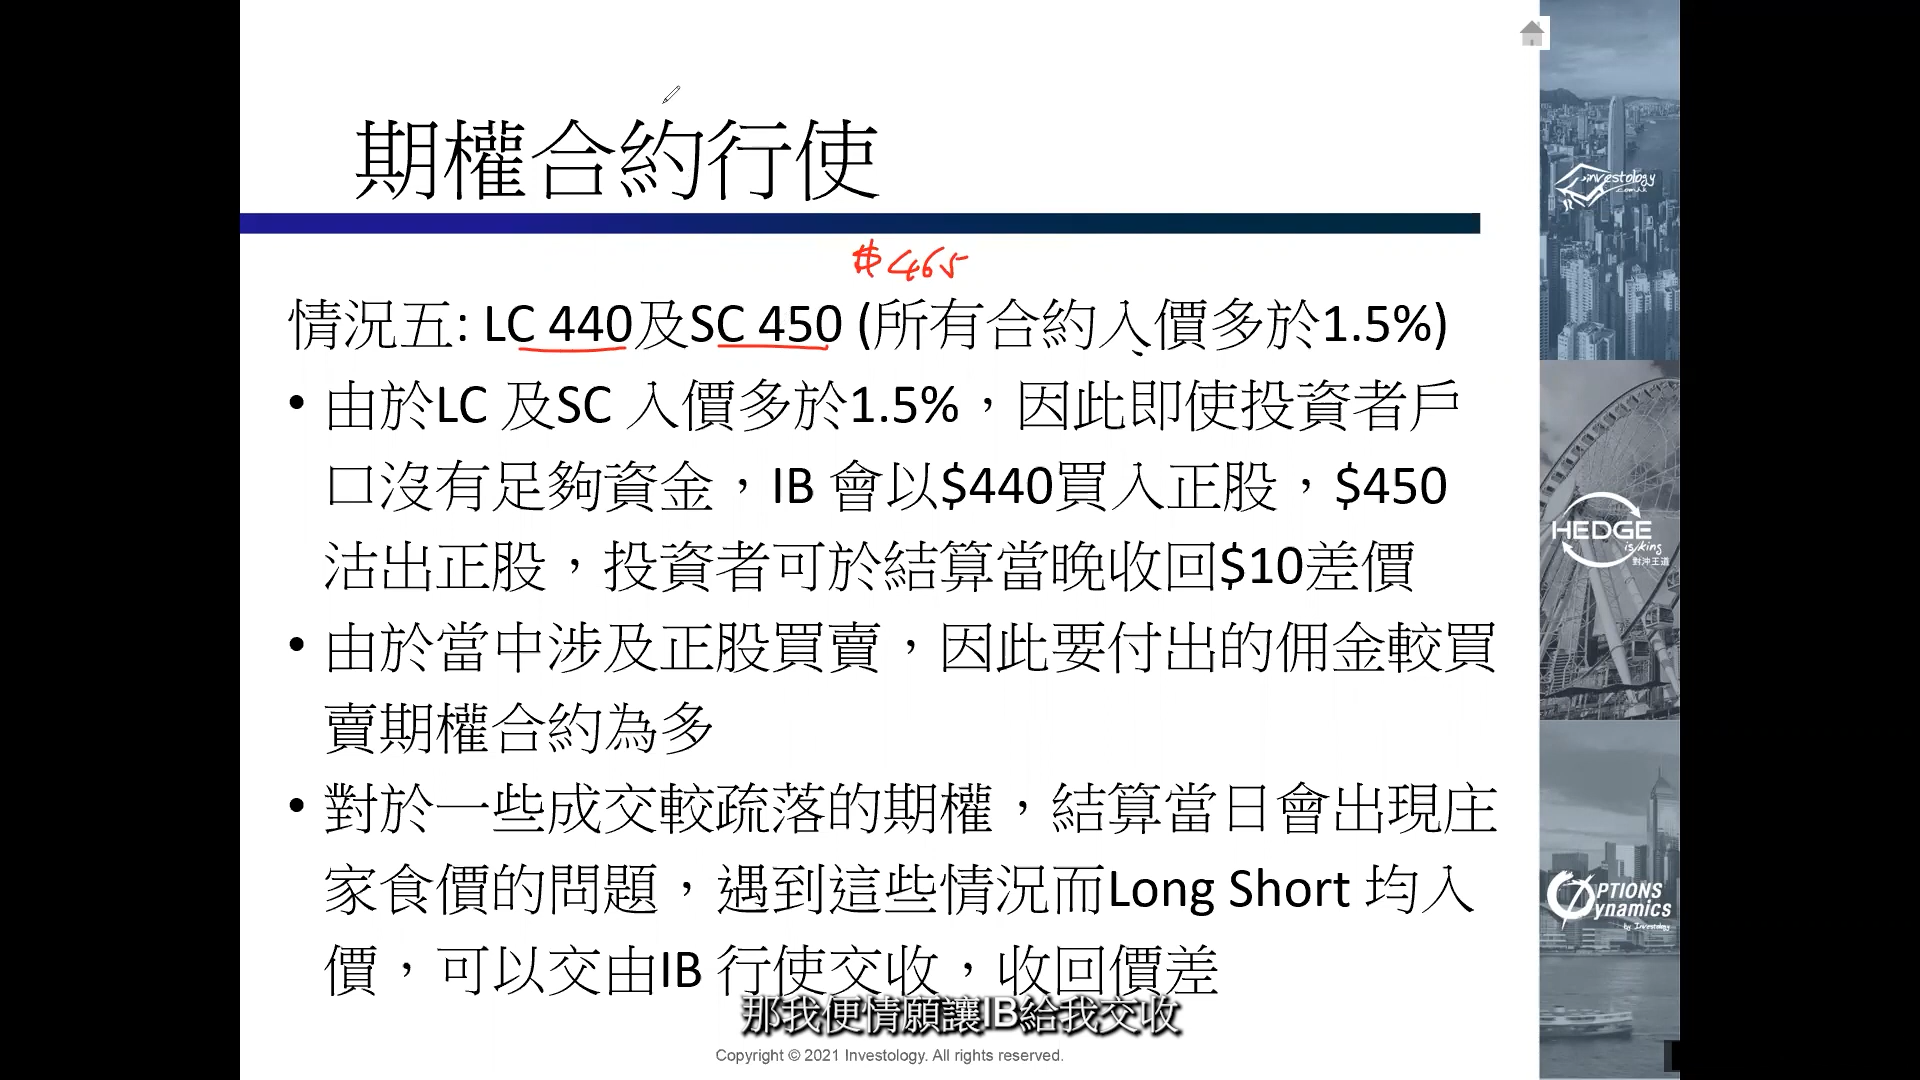 期權合約行使
$465
情況五: LC 440及SC 450 (所有合約入價多於1.5%)
• 由於LC 及SC 入價多於1.5%，因此即使投資者戶
口沒有足夠資金，IB 會以$440買入正股，$450
沽出正股，投資者可於結算當晚收回$10差價
• 由於當中涉及正股買賣，因此要付出的佣金較買
賣期權合約為多
• 對於一些成交較疏落的期權，結算當日會出現庄
家食價的問題，遇到這些情況而Long Short 均入
價，可以交由IB 行使交收，收回價差
那我便情願讓IB給我交收
Copyright © 2021 Investology. All rights reserved.
investology
.com.hk
HEDGE
is king
對沖王道
OPTIONS
Dynamics
by Investology